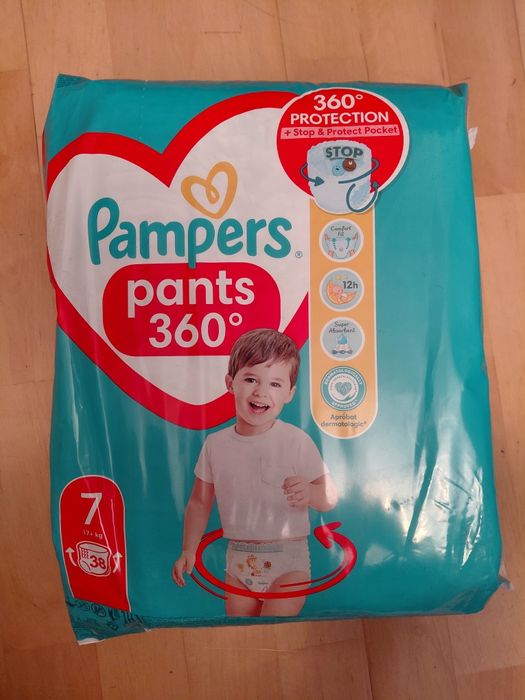 360°
PROTECTION
+ Stop & Protect Pocket
STOP
Pampers®
pants
360°
Comfort
Fit
12h
Super
Absorbent
Aprobat
dermatologic*
7
17+ kg
38